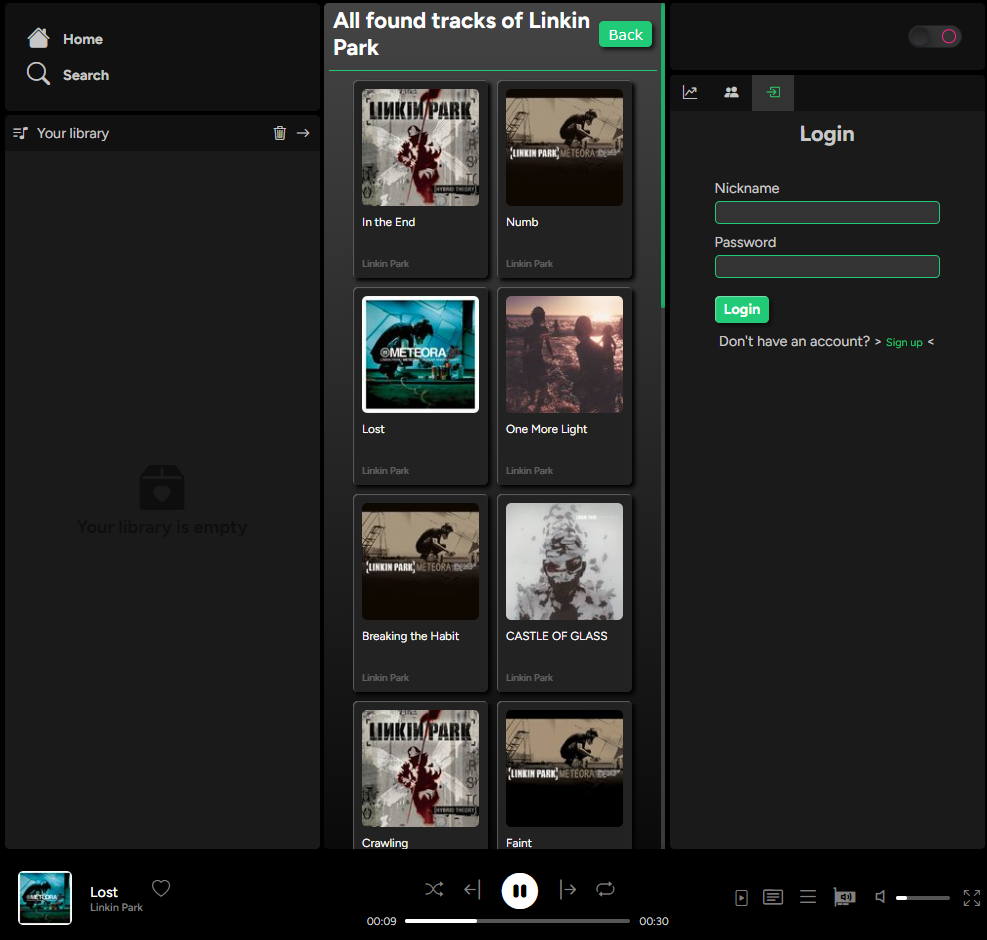 Home
Search
Your library
Your library is empty
All found tracks of Linkin
Park
Back
LINKIN PARK
HYBRID THEORY
In the End
Linkin Park
[LINKIN PARK] METEORA
Numb
Linkin Park
METEORA
Lost
Linkin Park
One More Light
Linkin Park
[LINKIN PARK] METEORA
Breaking the Habit
Linkin Park
CASTLE OF GLASS
Linkin Park
LINKIN PARK
HYBRID THEORY
Crawling
[LINKIN PARK] METEORA
Faint
Login
Nickname
Password
Login
Don't have an account? > Sign up <
METEORA
Lost
Linkin Park
00:09
00:30